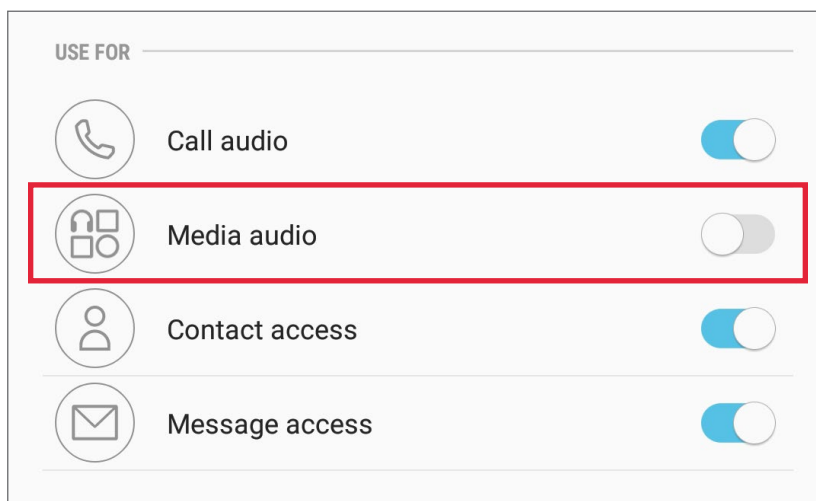 USE FOR
Call audio
Media audio
Contact access
Message access